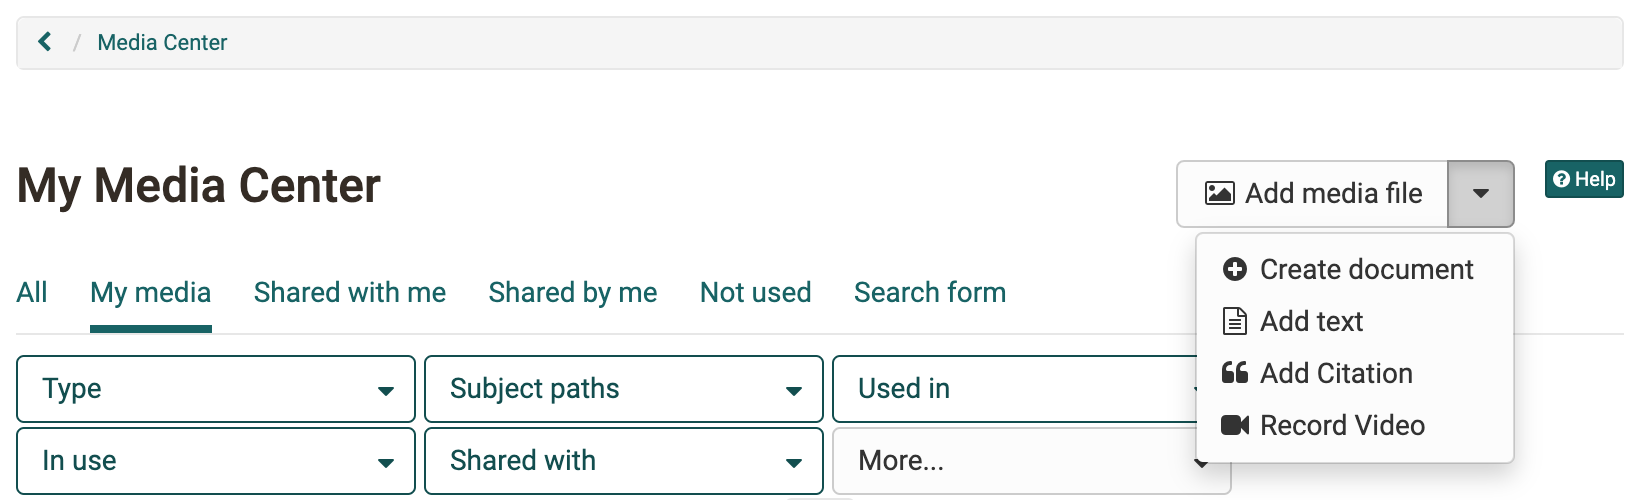 / Media Center
My Media Center
Add media file
Help
Create document
Add text
Add Citation
Record Video
All My media Shared with me Shared by me Not used Search form
Type Subject paths Used in
In use Shared with More...